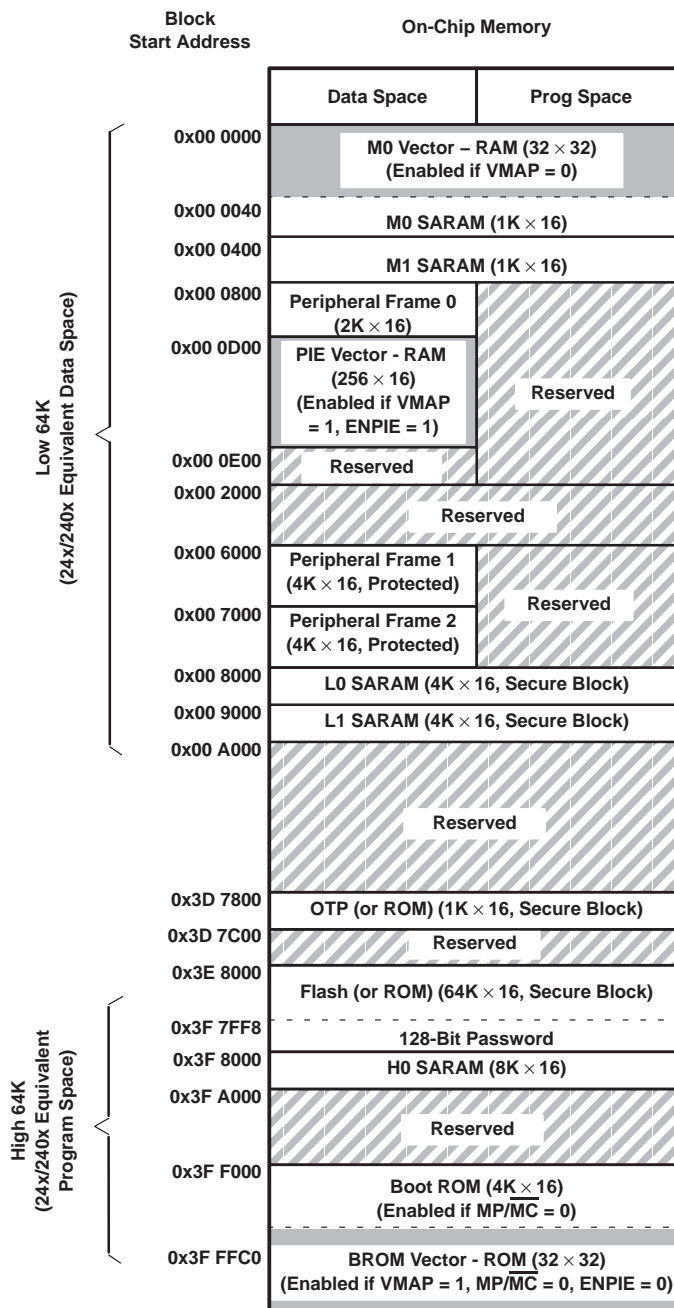 Block
Start Address
On-Chip Memory
Data Space
Prog Space
0x00 0000
M0 Vector – RAM (32 × 32)
(Enabled if VMAP = 0)
0x00 0040
M0 SARAM (1K × 16)
0x00 0400
M1 SARAM (1K × 16)
0x00 0800
Peripheral Frame 0
(2K × 16)
0x00 0D00
PIE Vector - RAM
(256 × 16)
(Enabled if VMAP
= 1, ENPIE = 1)
Reserved
0x00 0E00
Reserved
0x00 2000
Reserved
0x00 6000
Peripheral Frame 1
(4K × 16, Protected)
Reserved
0x00 7000
Peripheral Frame 2
(4K × 16, Protected)
0x00 8000
L0 SARAM (4K × 16, Secure Block)
0x00 9000
L1 SARAM (4K × 16, Secure Block)
0x00 A000
Reserved
Low 64K
(24x/240x Equivalent Data Space)
0x3D 7800
OTP (or ROM) (1K × 16, Secure Block)
0x3D 7C00
Reserved
0x3E 8000
Flash (or ROM) (64K × 16, Secure Block)
0x3F 7FF8
128-Bit Password
0x3F 8000
H0 SARAM (8K × 16)
0x3F A000
Reserved
0x3F F000
Boot ROM (4K × 16)
(Enabled if MP/M̅C̅ = 0)
0x3F FFC0
BROM Vector - ROM (32 × 32)
(Enabled if VMAP = 1, MP/M̅C̅ = 0, ENPIE = 0)
High 64K
(24x/240x Equivalent
Program Space)